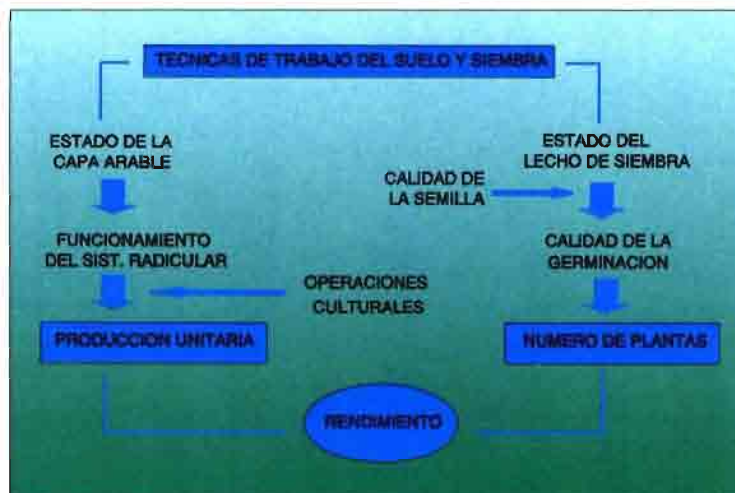 TECNICAS DE TRABAJO DEL SUELO Y SIEMBRA
ESTADO DE LA
CAPA ARABLE
ESTADO DEL
LECHO DE SIEMBRA
CALIDAD DE
LA SEMILLA
FUNCIONAMIENTO
DEL SIST. RADICULAR
CALIDAD DE LA
GERMINACION
OPERACIONES
CULTURALES
PRODUCCION UNITARIA
NUMERO DE PLANTAS
RENDIMIENTO